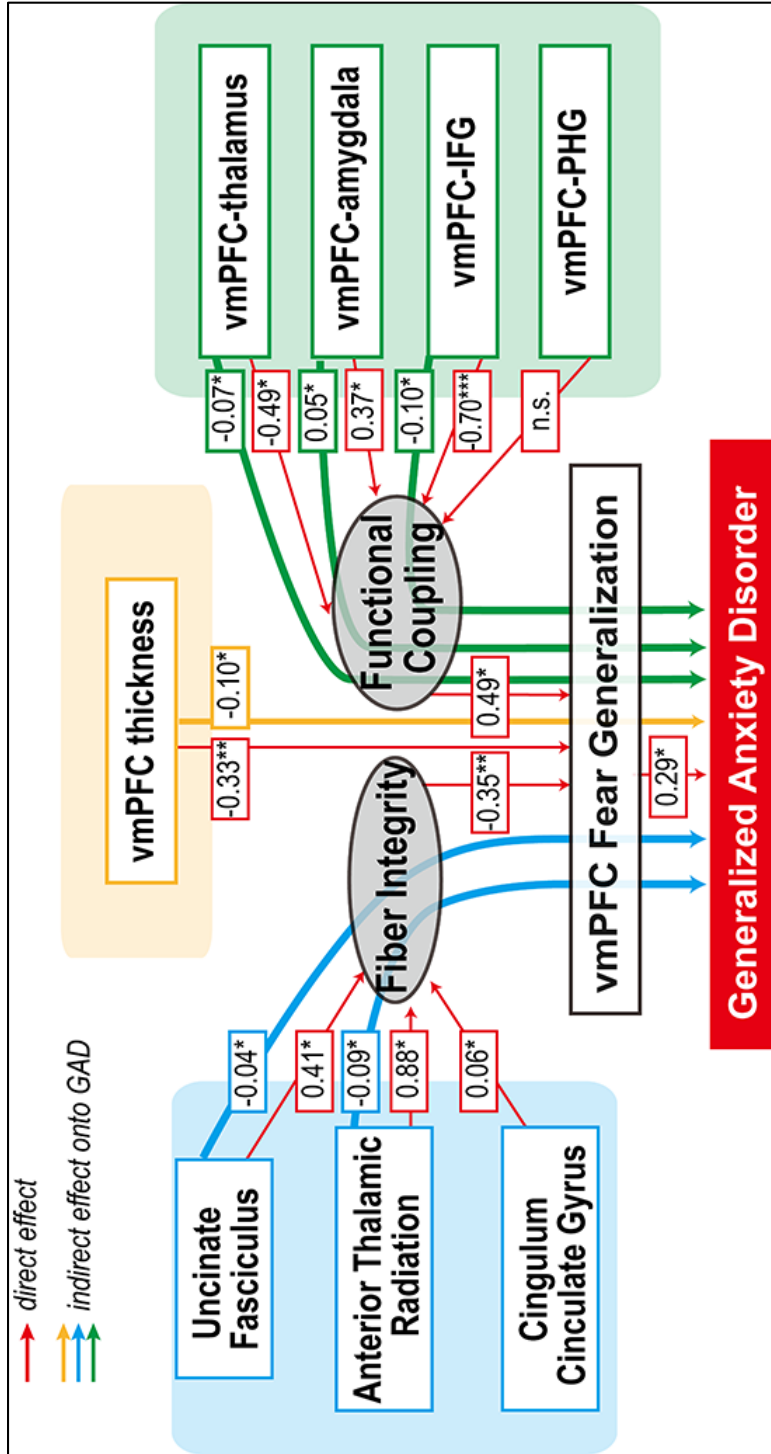 direct effect
indirect effect onto GAD
vmPFC thickness
-0.33**
-0.10*
Uncinate
Fasciculus
Anterior Thalamic
Radiation
Cingulum
Cinculate Gyrus
-0.04*
0.41*
-0.09*
0.88*
0.06*
Fiber Integrity
-0.35**
Functional
Coupling
0.49*
vmPFC-thalamus
vmPFC-amygdala
vmPFC-IFG
vmPFC-PHG
-0.07*
-0.49*
0.05*
0.37*
-0.10*
-0.70***
n.s.
vmPFC Fear Generalization
0.29*
Generalized Anxiety Disorder